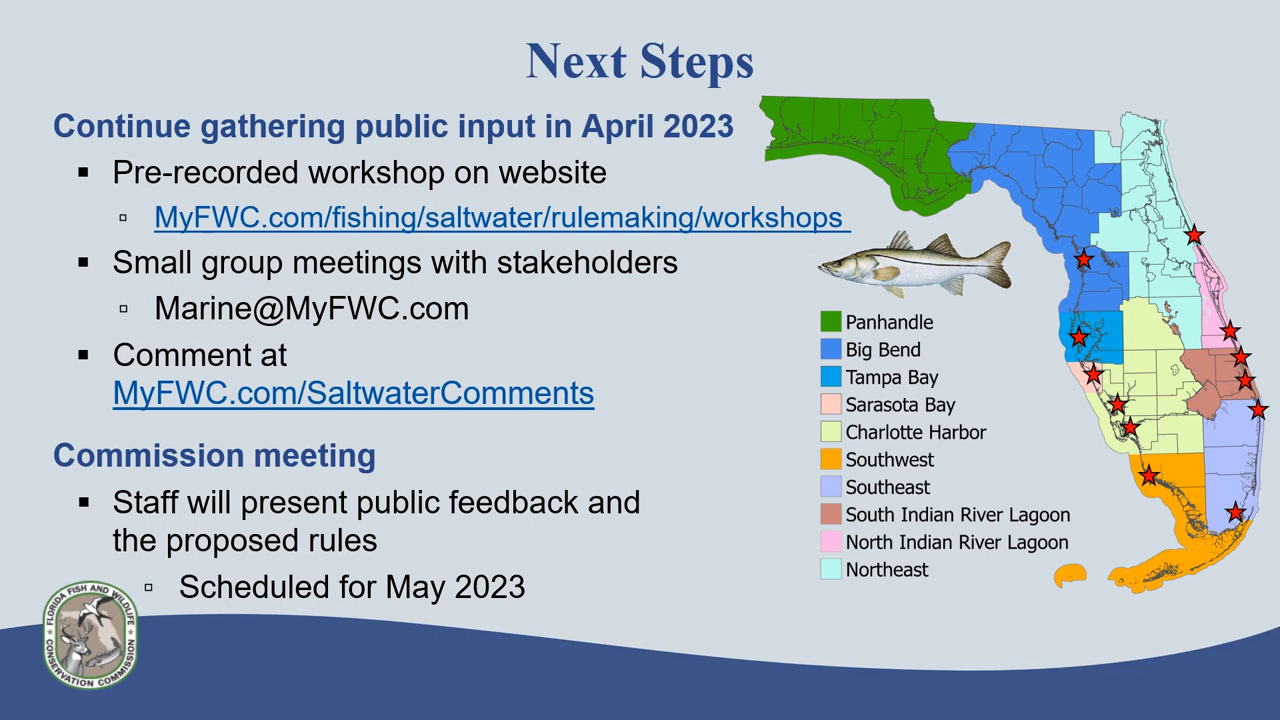 Next Steps
Continue gathering public input in April 2023
▪ Pre-recorded workshop on website
▫ MyFWC.com/fishing/saltwater/rulemaking/workshops
▪ Small group meetings with stakeholders
▫ Marine@MyFWC.com
▪ Comment at
MyFWC.com/SaltwaterComments
Commission meeting
▪ Staff will present public feedback and
the proposed rules
▫ Scheduled for May 2023
Panhandle
Big Bend
Tampa Bay
Sarasota Bay
Charlotte Harbor
Southwest
Southeast
South Indian River Lagoon
North Indian River Lagoon
Northeast
FLORIDA FISH AND WILDLIFE
CONSERVATION COMMISSION